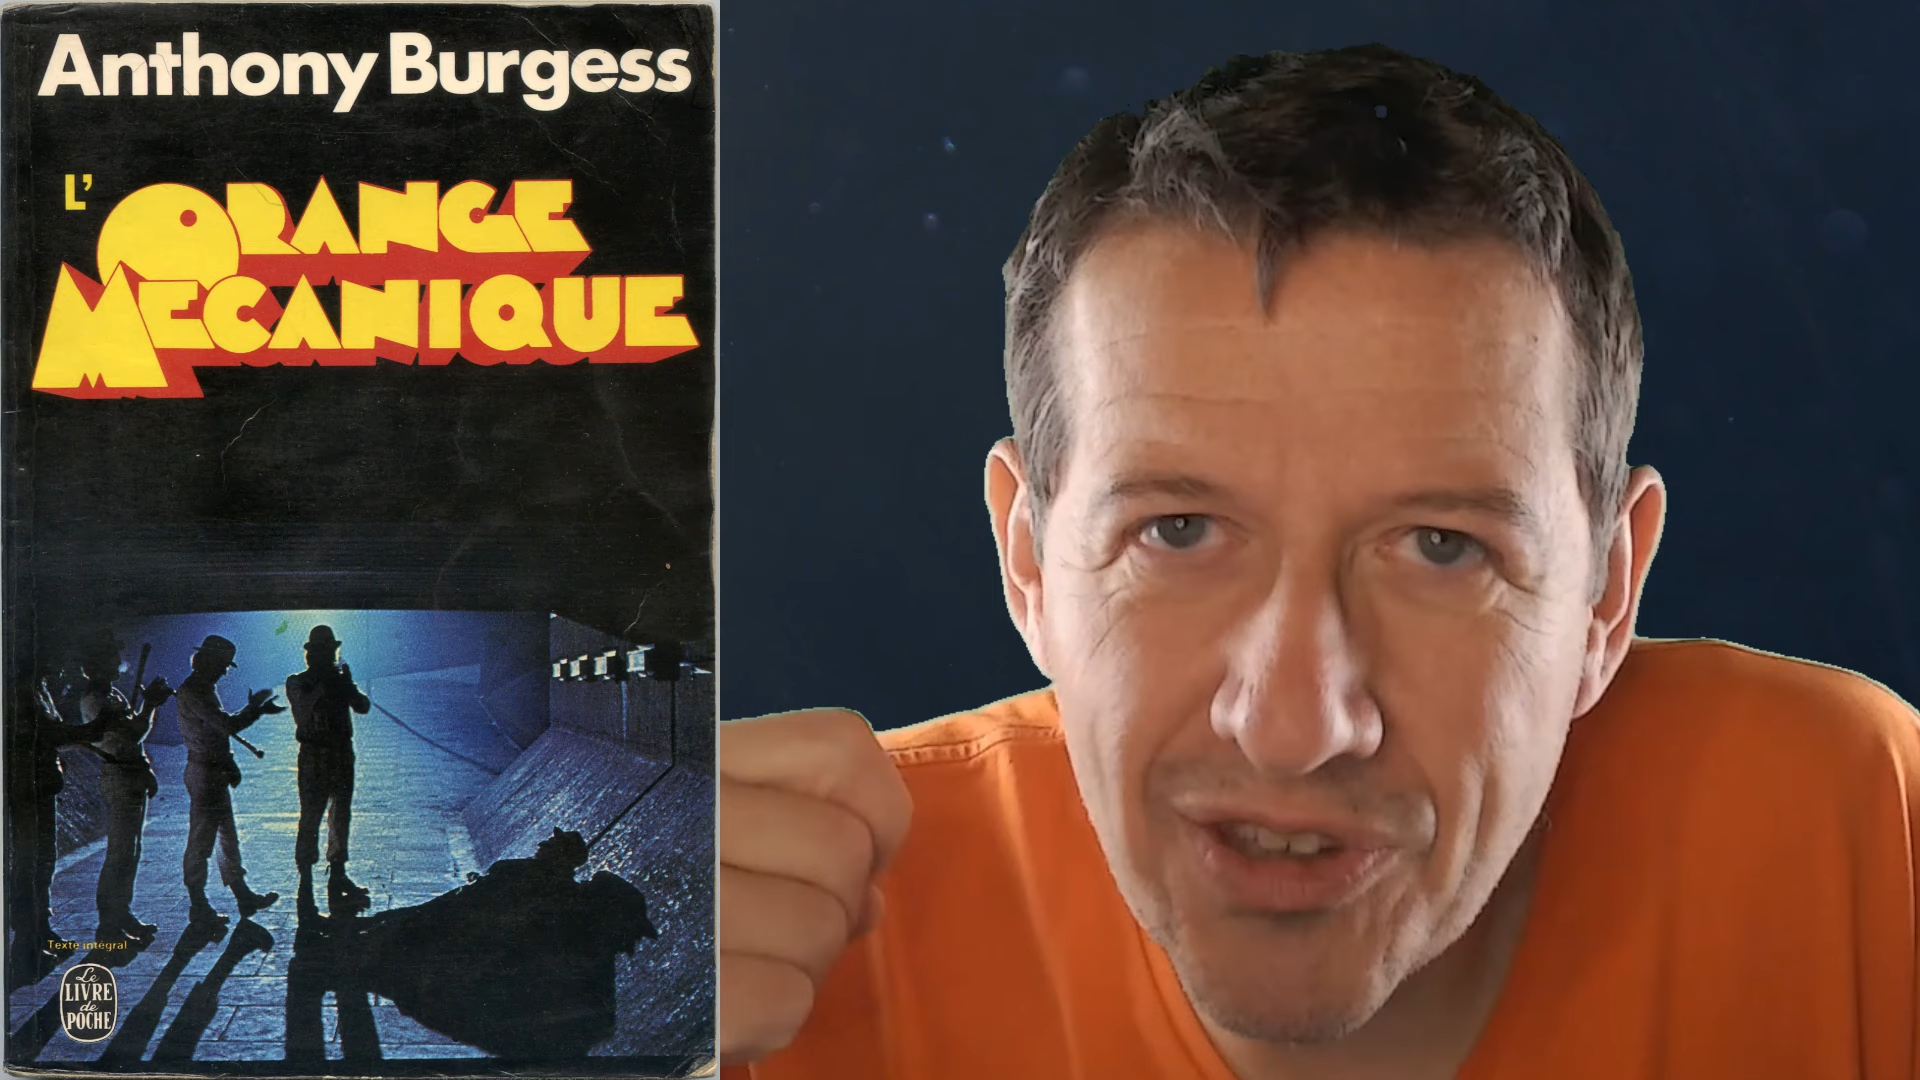 Anthony Burgess
L'ORANGE
MECANIQUE
Texte intégral
Le
LIVRE
de
POCHE